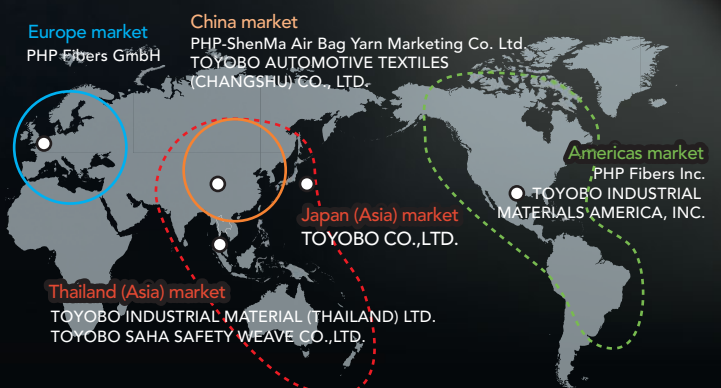 Europe market
PHP Fibers GmbH
China market
PHP-ShenMa Air Bag Yarn Marketing Co. Ltd.
TOYOBO AUTOMOTIVE TEXTILES
(CHANGSHU) CO., LTD.
Americas market
PHP Fibers Inc.
TOYOBO INDUSTRIAL
MATERIALS AMERICA, INC.
Japan (Asia) market
TOYOBO CO.,LTD.
Thailand (Asia) market
TOYOBO INDUSTRIAL MATERIAL (THAILAND) LTD.
TOYOBO SAHA SAFETY WEAVE CO.,LTD.